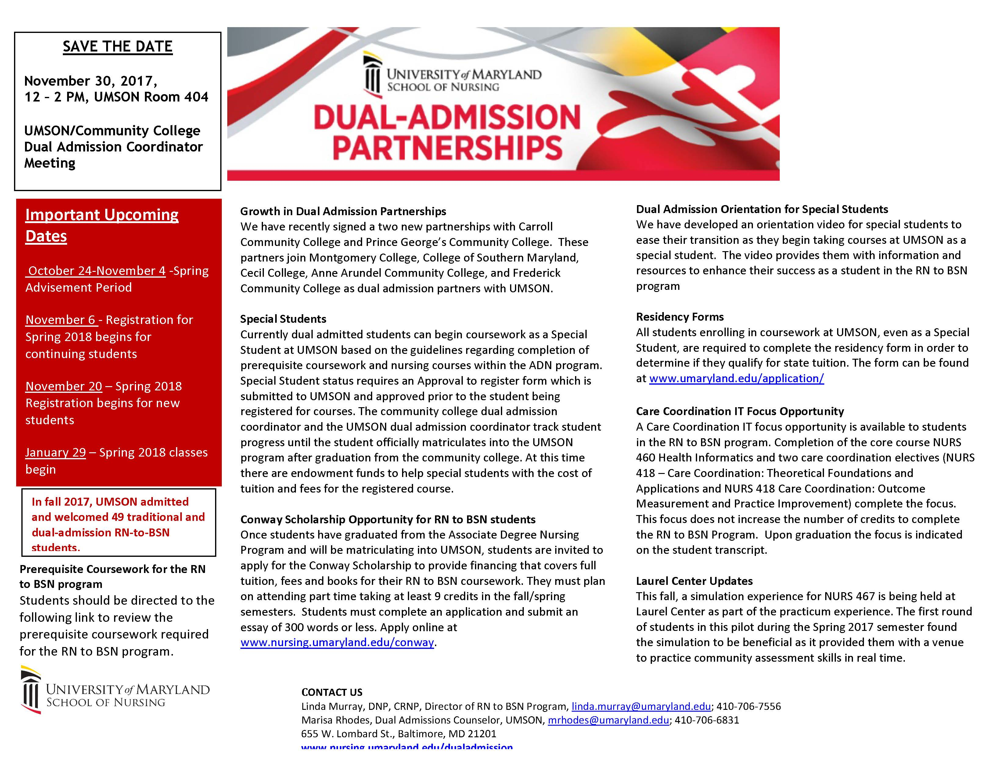 SAVE THE DATE
November 30, 2017,
12 – 2 PM, UMSON Room 404
UMSON/Community College
Dual Admission Coordinator
Meeting
UNIVERSITY of MARYLAND
SCHOOL OF NURSING
DUAL-ADMISSION
PARTNERSHIPS
Important Upcoming
Dates
October 24-November 4 -Spring
Advisement Period
November 6 - Registration for
Spring 2018 begins for
continuing students
November 20 – Spring 2018
Registration begins for new
students
January 29 – Spring 2018 classes
begin
In fall 2017, UMSON admitted
and welcomed 49 traditional and
dual-admission RN-to-BSN
students.
Prerequisite Coursework for the RN
to BSN program
Students should be directed to the
following link to review the
prerequisite coursework required
for the RN to BSN program.
UNIVERSITY of MARYLAND
SCHOOL OF NURSING
Growth in Dual Admission Partnerships
We have recently signed a two new partnerships with Carroll
Community College and Prince George’s Community College.  These
partners join Montgomery College, College of Southern Maryland,
Cecil College, Anne Arundel Community College, and Frederick
Community College as dual admission partners with UMSON.
Special Students
Currently dual admitted students can begin coursework as a Special
Student at UMSON based on the guidelines regarding completion of
prerequisite coursework and nursing courses within the ADN program.
Special Student status requires an Approval to register form which is
submitted to UMSON and approved prior to the student being
registered for courses. The community college dual admission
coordinator and the UMSON dual admission coordinator track student
progress until the student officially matriculates into the UMSON
program after graduation from the community college. At this time
there are endowment funds to help special students with the cost of
tuition and fees for the registered course.
Conway Scholarship Opportunity for RN to BSN students
Once students have graduated from the Associate Degree Nursing
Program and will be matriculating into UMSON, students are invited to
apply for the Conway Scholarship to provide financing that covers full
tuition, fees and books for their RN to BSN coursework. They must plan
on attending part time taking at least 9 credits in the fall/spring
semesters.  Students must complete an application and submit an
essay of 300 words or less. Apply online at
www.nursing.umaryland.edu/conway.
Dual Admission Orientation for Special Students
We have developed an orientation video for special students to
ease their transition as they begin taking courses at UMSON as a
special student.  The video provides them with information and
resources to enhance their success as a student in the RN to BSN
program
Residency Forms
All students enrolling in coursework at UMSON, even as a Special
Student, are required to complete the residency form in order to
determine if they qualify for state tuition. The form can be found
at www.umaryland.edu/application/
Care Coordination IT Focus Opportunity
A Care Coordination IT focus opportunity is available to students
in the RN to BSN program. Completion of the core course NURS
460 Health Informatics and two care coordination electives (NURS
418 – Care Coordination: Theoretical Foundations and
Applications and NURS 418 Care Coordination: Outcome
Measurement and Practice Improvement) complete the focus.
This focus does not increase the number of credits to complete
the RN to BSN Program.  Upon graduation the focus is indicated
on the student transcript.
Laurel Center Updates
This fall, a simulation experience for NURS 467 is being held at
Laurel Center as part of the practicum experience. The first round
of students in this pilot during the Spring 2017 semester found
the simulation to be beneficial as it provided them with a venue
to practice community assessment skills in real time.
CONTACT US
Linda Murray, DNP, CRNP, Director of RN to BSN Program, linda.murray@umaryland.edu; 410-706-7556
Marisa Rhodes, Dual Admissions Counselor, UMSON, mrhodes@umaryland.edu; 410-706-6831
655 W. Lombard St., Baltimore, MD 21201
www.nursing.umaryland.edu/dualadmission